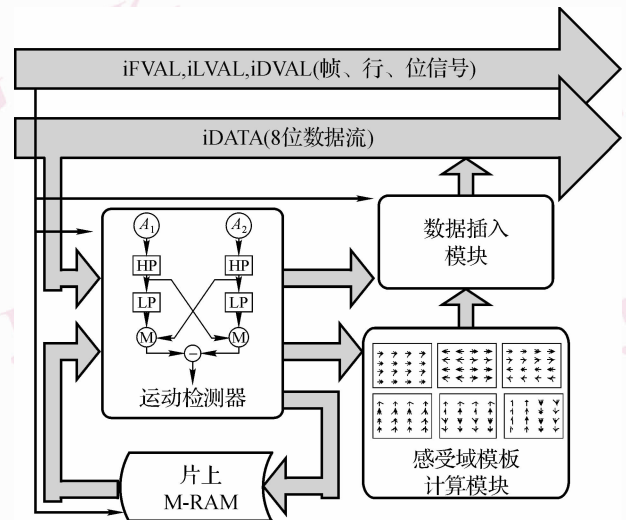 iFVAL,iLVAL,iDVAL(帧、行、位信号)
iDATA(8位数据流)
A1
A2
HP
HP
LP
LP
M
M
−
运动检测器
数据插入
模块
感受域模板
计算模块
片上
M-RAM